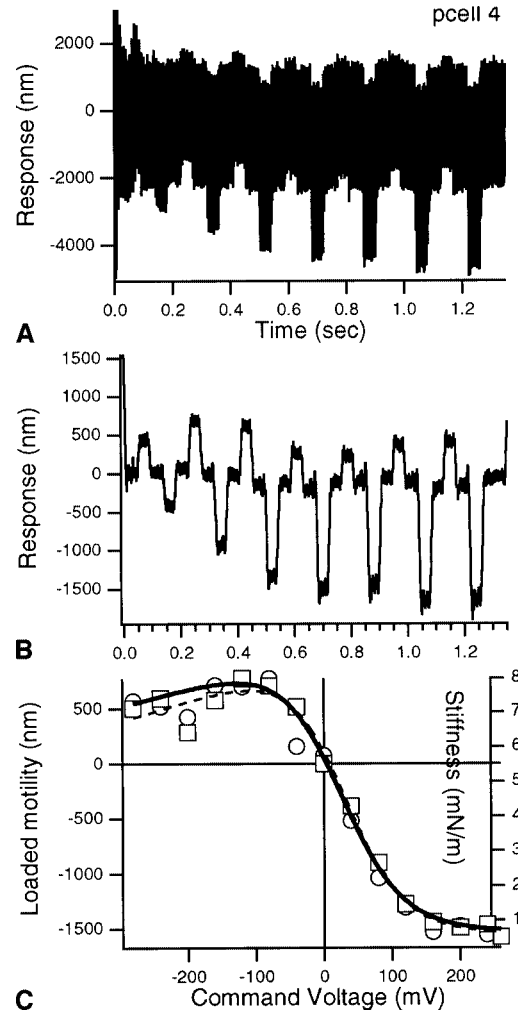 pcell 4
Response (nm)
2000
0
-2000
-4000
0.0 0.2 0.4 0.6 0.8 1.0 1.2
Time (sec)
A
Response (nm)
1500
1000
500
0
-500
-1000
-1500
0.0 0.2 0.4 0.6 0.8 1.0 1.2
B
Loaded motility (nm)
500
0
-500
-1000
-1500
Stiffness (mN/m)
8
7
6
5
4
3
2
1
-200 -100 0 100 200
Command Voltage (mV)
C